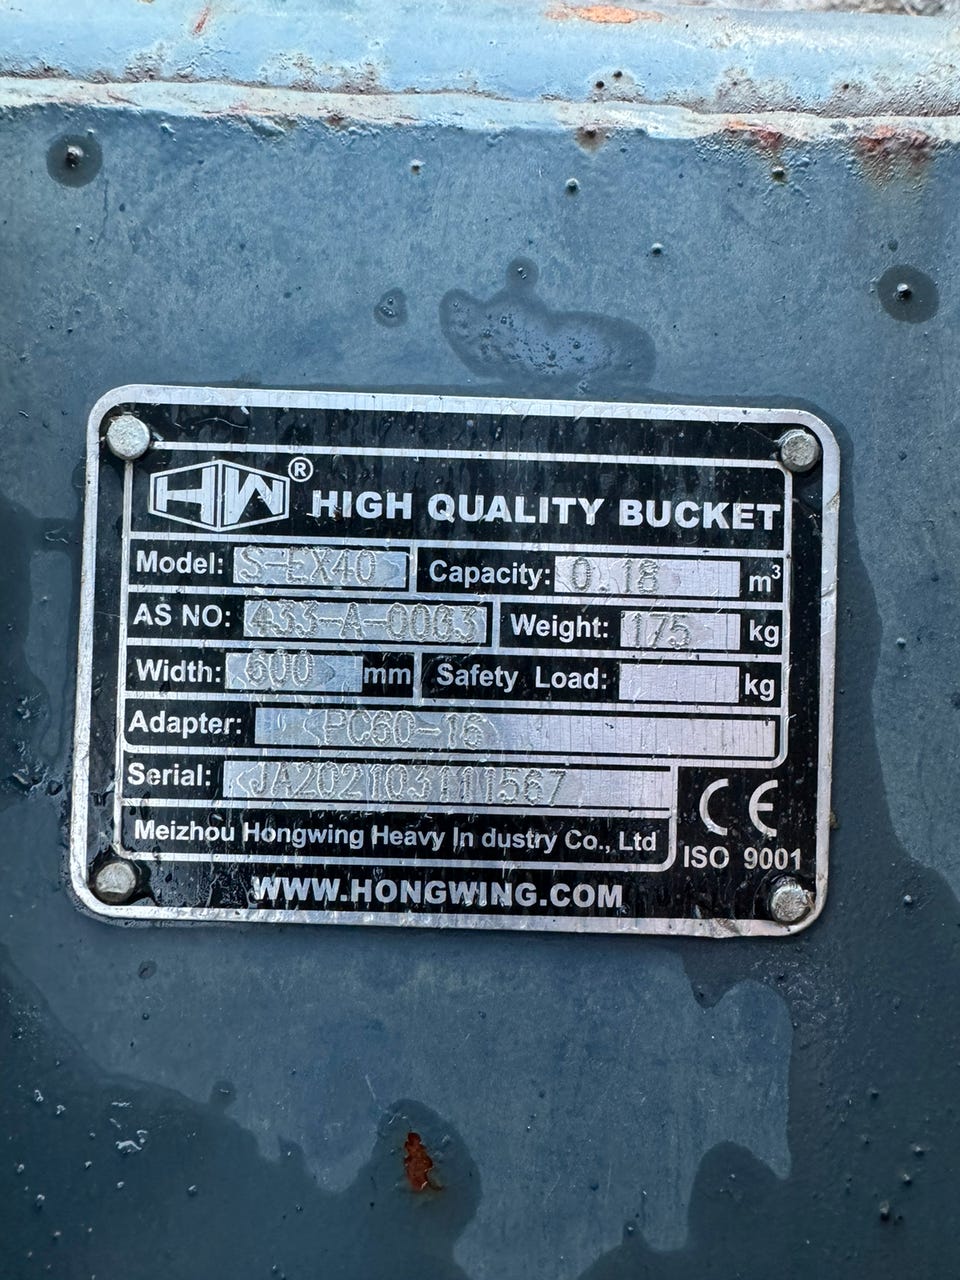 HW® HIGH QUALITY BUCKET
Model: S-EX40 Capacity: 0.18 m³
AS NO: 433-A-0003 Weight: 175 kg
Width: 600 mm Safety Load: kg
Adapter: PC60-16
Serial: JA202103111567
Meizhou Hongwing Heavy In dustry Co., Ltd
CE
ISO 9001
WWW.HONGWING.COM